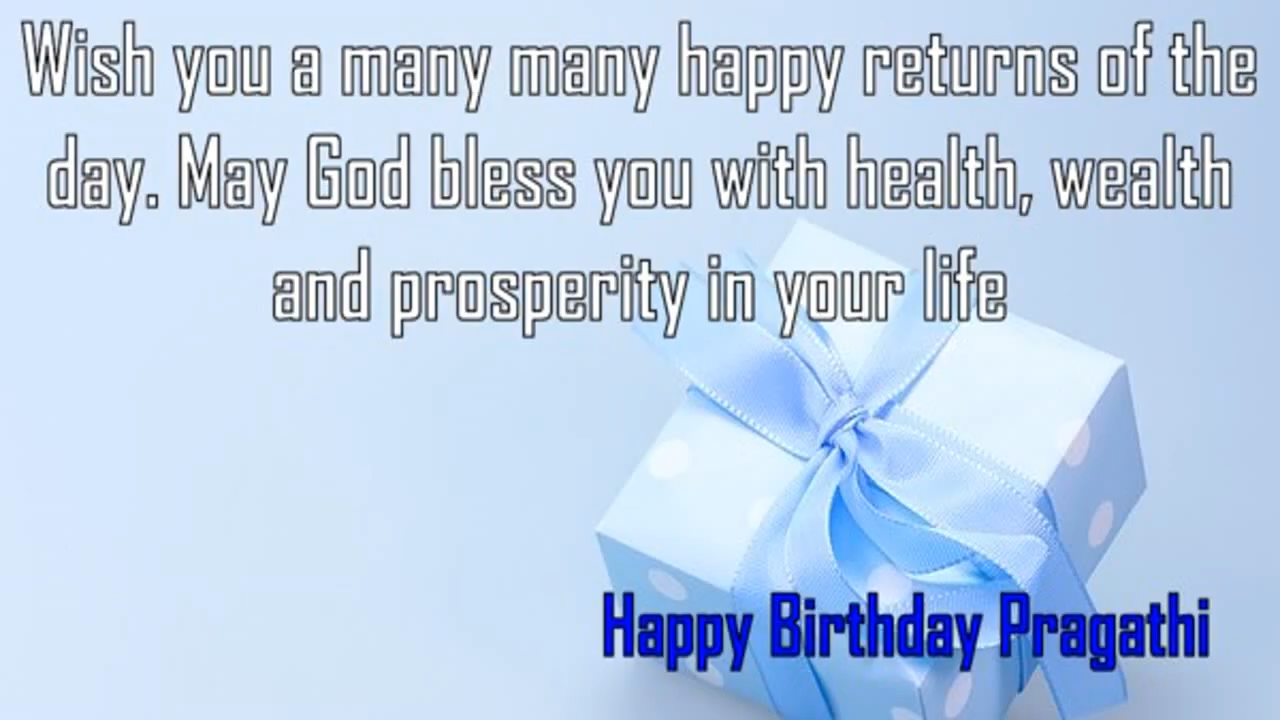 Wish you a many many happy returns of the
day. May God bless you with health, wealth
and prosperity in your life
Happy Birthday Pragathi